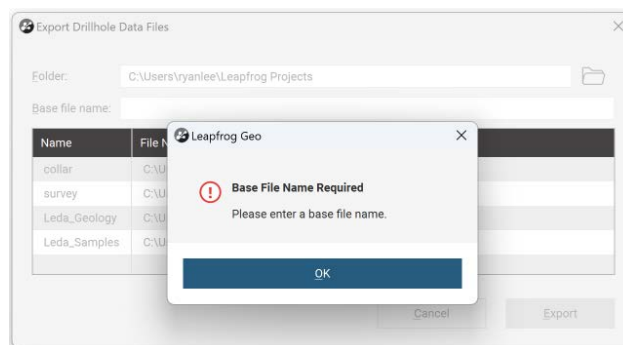 Export Drillhole Data Files
Folder: C:\Users\ryanlee\Leapfrog Projects
Base file name:
Leapfrog Geo
Name File N
collar C:\U
survey C:\U
Base File Name Required
Please enter a base file name.
Leda_Geology C:\U
Leda_Samples C:\U
OK
Cancel Export